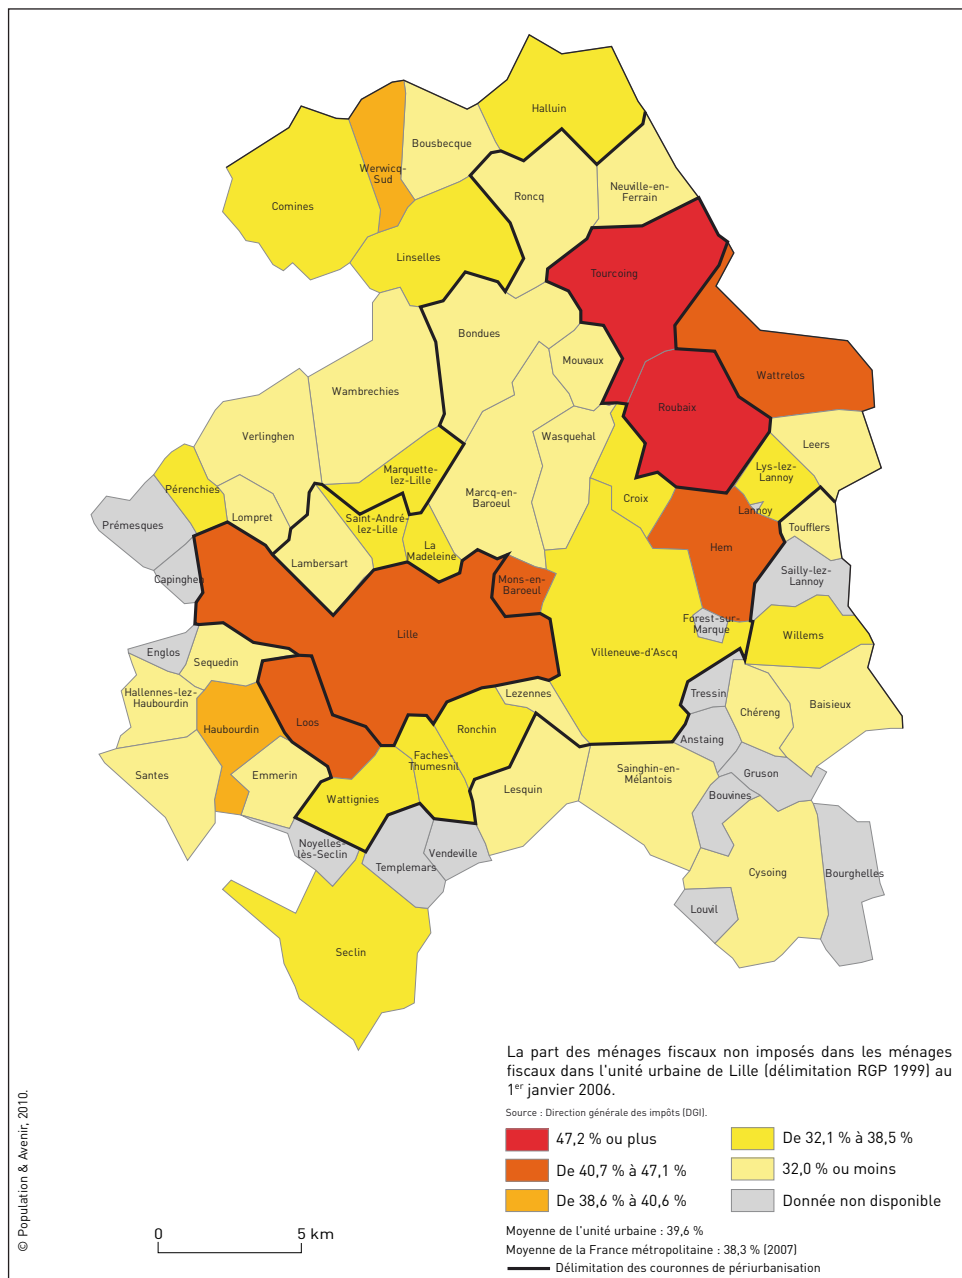 Halluin
Bousbecque
Werwicq-
Sud
Neuville-en-
Ferrain
Roncq
Comines
Linselles
Tourcoing
Bondues
Mouvaux
Wattrelos
Wambrechies
Roubaix
Verlinghen
Wasquehal
Leers
Marquette-
lez-Lille
Lys-lez-
Lannoy
Pérenchies
Marcq-en-
Baroeul
Croix
Lannoy
Prémesques
Lompret
Saint-André-
lez-Lille
Toufflers
La
Madeleine
Hem
Lambersart
Capinghem
Mons-en-
Baroeul
Sailly-lez-
Lannoy
Forest-sur-
Marque
Lille
Willems
Englos
Villeneuve-d'Ascq
Sequedin
Hallennes-lez-
Haubourdin
Lezennes
Tressin
Baisieux
Chéreng
Loos
Haubourdin
Ronchin
Anstaing
Faches-
Thumesnil
Santes
Emmerin
Sainghin-en-
Mélantois
Gruson
Lesquin
Bouvines
Wattignies
Noyelles-
lès-Seclin
Vendeville
Templemars
Cysoing
Bourghelles
Louvil
Seclin
La part des ménages fiscaux non imposés dans les ménages
fiscaux dans l'unité urbaine de Lille (délimitation RGP 1999) au
1er janvier 2006.
Source : Direction générale des impôts (DGI).
47,2 % ou plus
De 40,7 % à 47,1 %
De 38,6 % à 40,6 %
De 32,1 % à 38,5 %
32,0 % ou moins
Donnée non disponible
Moyenne de l'unité urbaine : 39,6 %
Moyenne de la France métropolitaine : 38,3 % (2007)
Délimitation des couronnes de périurbanisation
0 5 km
© Population & Avenir, 2010.